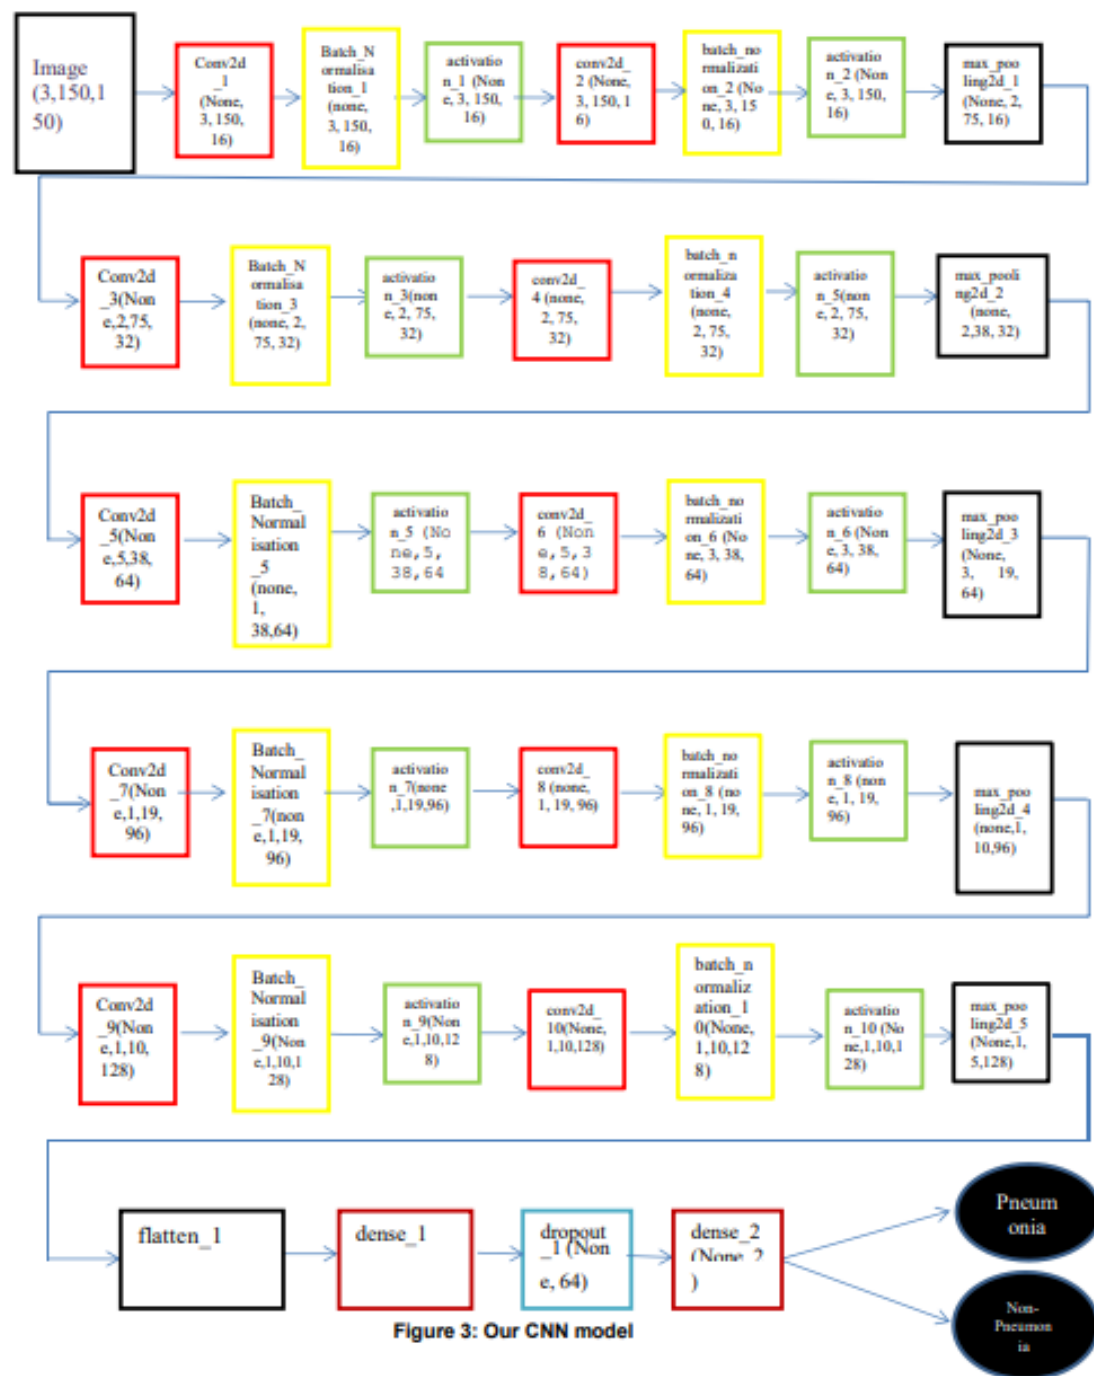 Image
(3,150,1
50)
Conv2d
_1
(None,
3, 150,
16)
Batch_N
ormalisa
tion_1
(none,
3, 150,
16)
activatio
n_1 (Non
e, 3, 150,
16)
conv2d_
2 (None,
3, 150,1
6)
batch_no
rmalizati
on_2 (No
ne, 3, 15
0, 16)
activatio
n_2 (No
ne, 3, 150,
16)
max_poo
ling2d_1
(None, 2,
75, 16)
Conv2d
_3(Non
e,2,75,
32)
Batch_N
ormalisa
tion_3
(none, 2,
75, 32)
activatio
n_3(non
e, 2, 75,
32)
conv2d_
4 (none,
2, 75,
32)
batch_n
ormaliza
tion_4
(none,
2, 75,
32)
activatio
n_5(non
e, 2, 75,
32)
max_pooli
ng2d_2
(none,
2,38, 32)
Conv2d
_5(Non
e,5,38,
64)
Batch_
Normal
isation
_5
(none,
1,
38,64)
activatio
n_5 (No
ne,5,
38,64
conv2d_
6 (Non
e,5,3
8,64)
batch_no
rmalizati
on_6 (No
ne, 3, 38,
64)
activatio
n_6 (Non
e, 3, 38,
64)
max_poo
ling2d_3
(None,
3, 19,
64)
Conv2d
_7(Non
e,1,19,
96)
Batch_
Normal
isation
_7(non
e,1,19,
96)
activatio
n_7(none
,1,19,96)
conv2d_
8 (none,
1, 19, 96)
batch_no
rmalizati
on_8 (no
ne, 1, 19,
96)
activatio
n_8 (non
e, 1, 19,
96)
max_poo
ling2d_4
(none,1,
10,96)
Conv2d
_9(Non
e,1,10,
128)
Batch_
Normal
isation
_9(Non
e,1,10,1
28)
activatio
n_9(Non
e,1,10,12
8)
conv2d_
10(None,
1,10,128)
batch_n
ormaliz
ation_1
0(None,
1,10,12
8)
activatio
n_10 (No
ne,1,10,1
28)
max_poo
ling2d_5
(None,1,
5,128)
flatten_1
dense_1
dropout
_1 (Non
e, 64)
dense_2
(None, 2
)
Pneum
onia
Non-
Pneumon
ia
Figure 3: Our CNN model